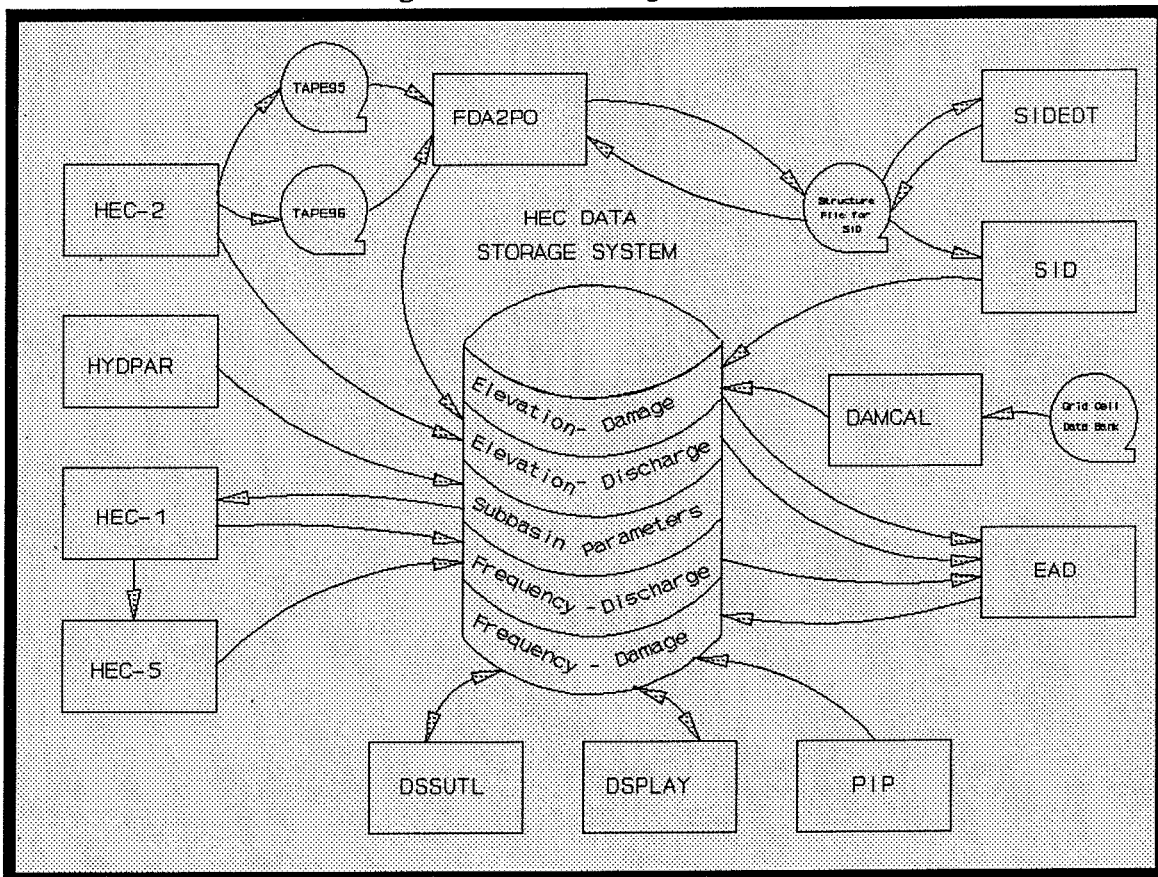 TAPE95
FDA2PO
SIDEDT
HEC-2
TAPE96
Structure
File for
SID
HEC DATA
STORAGE SYSTEM
SID
HYDPAR
Elevation- Damage
DAMCAL
Grid Cell
Data Bank
Elevation- Discharge
HEC-1
Subbasin Parameters
Frequency -Discharge
EAD
HEC-5
Frequency - Damage
DSSUTL
DSPLAY
PIP